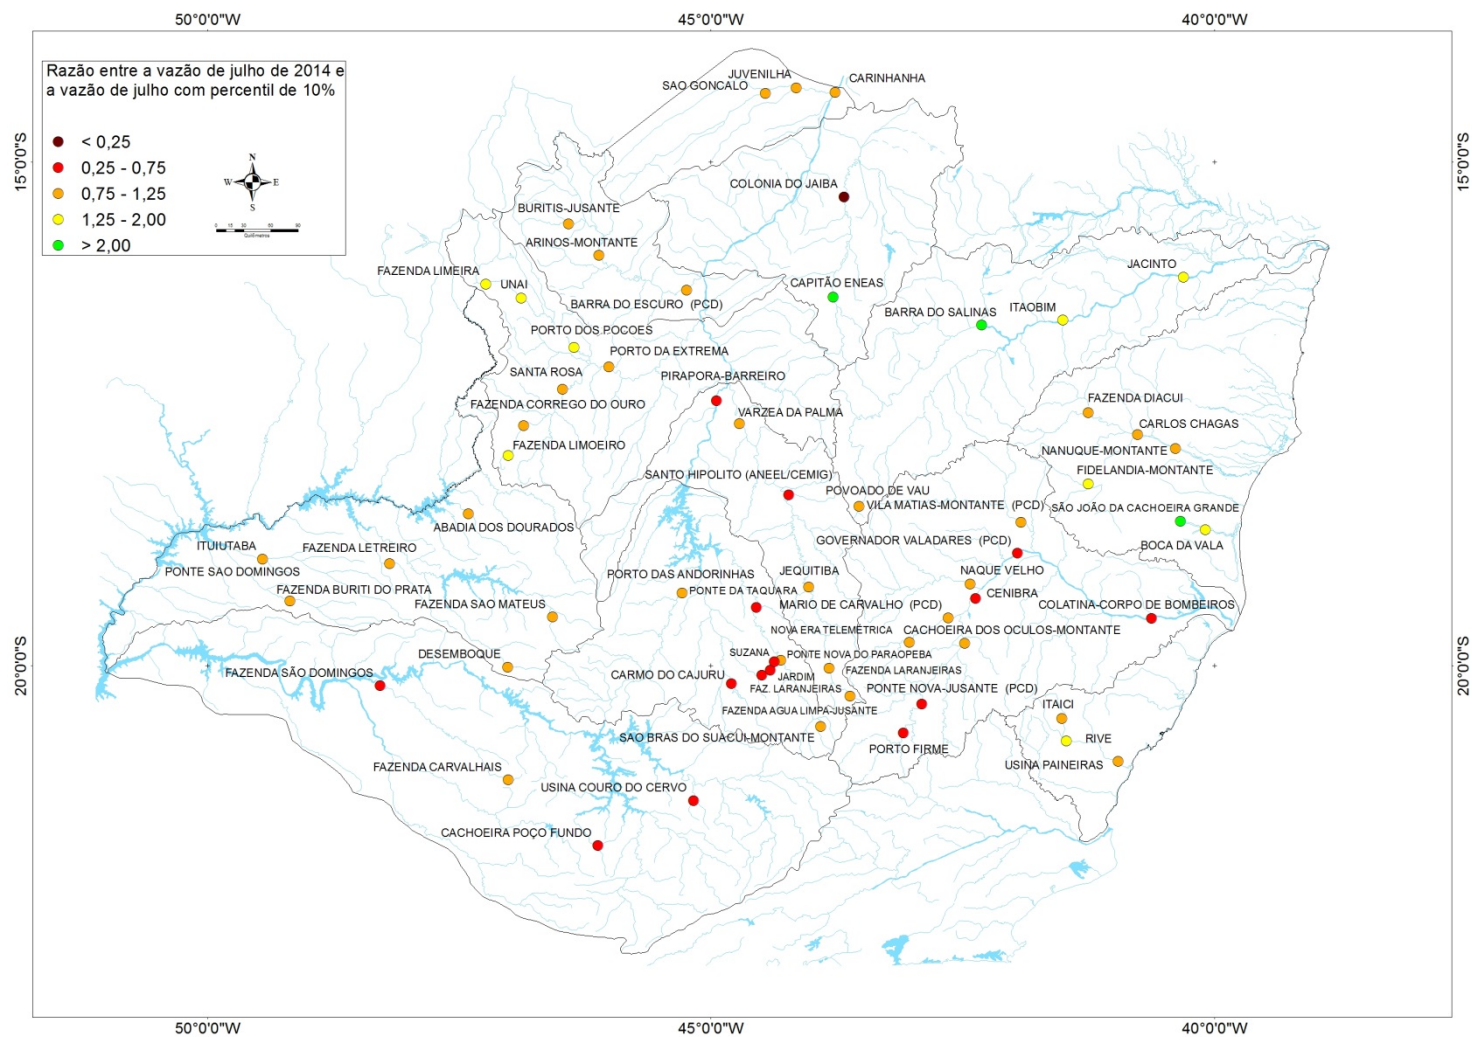 50°0'0"W
45°0'0"W
40°0'0"W
Razão entre a vazão de julho de 2014 e
a vazão de julho com percentil de 10%
< 0,25
0,25 - 0,75
0,75 - 1,25
1,25 - 2,00
> 2,00
N
W
E
S
15°0'0"S
15°0'0"S
JUVENILHA
CARINHANHA
SAO GONCALO
COLONIA DO JAIBA
BURITIS-JUSANTE
ARINOS-MONTANTE
FAZENDA LIMEIRA
UNAI
BARRA DO ESCURO (PCD)
CAPITÃO ENEAS
JACINTO
BARRA DO SALINAS
ITAOBIM
PORTO DOS POCOES
PORTO DA EXTREMA
SANTA ROSA
PIRAPORA-BARREIRO
FAZENDA CORREGO DO OURO
VARZEA DA PALMA
FAZENDA DIACUI
CARLOS CHAGAS
FAZENDA LIMOEIRO
NANUQUE-MONTANTE
FIDELANDIA-MONTANTE
SANTO HIPOLITO (ANEEL/CEMIG)
POVOADO DE VAU
VILA MATIAS-MONTANTE (PCD)
SÃO JOÃO DA CACHOEIRA GRANDE
ABADIA DOS DOURADOS
GOVERNADOR VALADARES (PCD)
BOCA DA VALA
ITUIUTABA
FAZENDA LETREIRO
PONTE SAO DOMINGOS
PORTO DAS ANDORINHAS
JEQUITIBA
NAQUE VELHO
FAZENDA BURITI DO PRATA
PONTE DA TAQUARA
CENIBRA
FAZENDA SAO MATEUS
MARIO DE CARVALHO (PCD)
COLATINA-CORPO DE BOMBEIROS
NOVA ERA TELEMETRICA
CACHOEIRA DOS OCULOS-MONTANTE
DESEMBOQUE
SUZANA
PONTE NOVA DO PARAOPEBA
20°0'0"S
20°0'0"S
FAZENDA SÃO DOMINGOS
CARMO DO CAJURU
JARDIM
FAZENDA LARANJEIRAS
FAZ. LARANJEIRAS
PONTE NOVA-JUSANTE (PCD)
FAZENDA AGUA LIMPA-JUSANTE
ITAICI
SAO BRAS DO SUACUI-MONTANTE
PORTO FIRME
RIVE
FAZENDA CARVALHAIS
USINA PAINEIRAS
USINA COURO DO CERVO
CACHOEIRA POÇO FUNDO
50°0'0"W
45°0'0"W
40°0'0"W